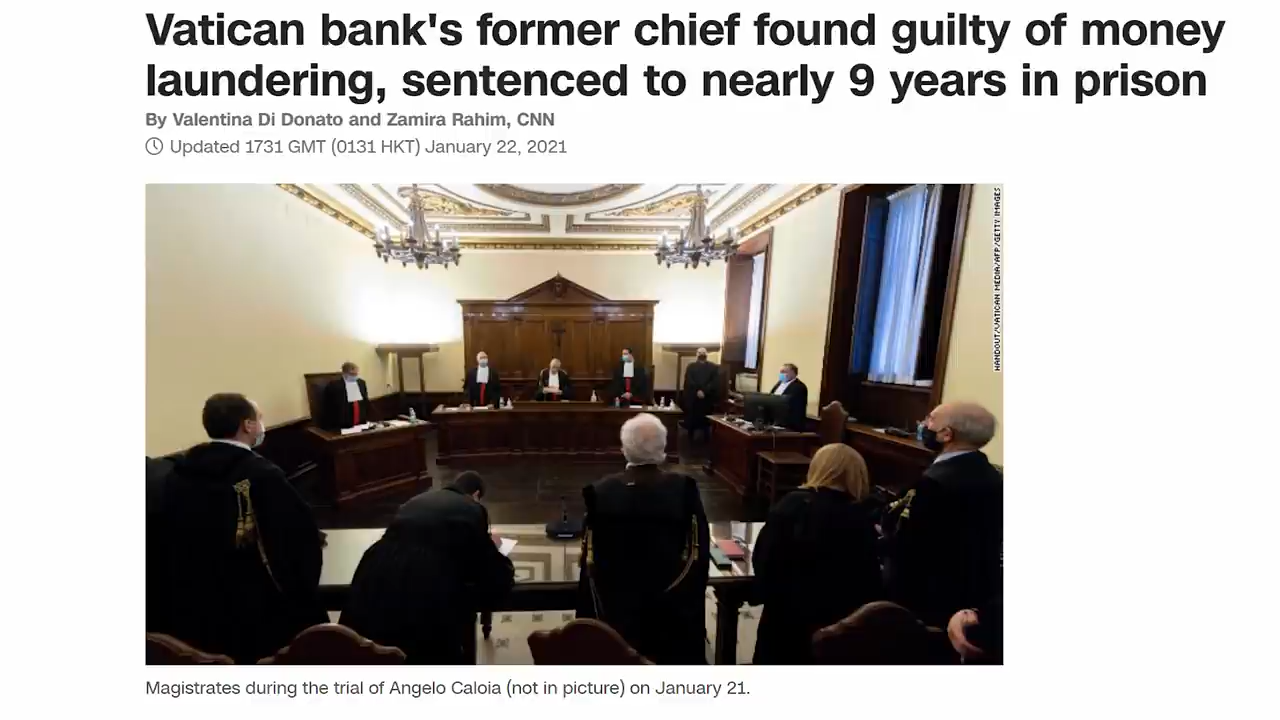 Vatican bank's former chief found guilty of money
laundering, sentenced to nearly 9 years in prison
By Valentina Di Donato and Zamira Rahim, CNN
Updated 1731 GMT (0131 HKT) January 22, 2021
HANDOUT/VATICAN MEDIA/AFP/GETTY IMAGES
Magistrates during the trial of Angelo Caloia (not in picture) on January 21.